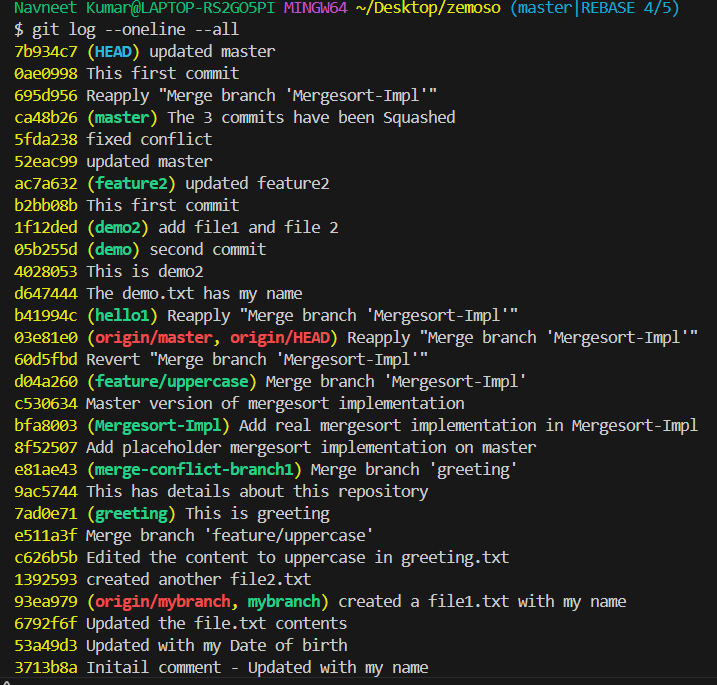 Navneet Kumar@LAPTOP-RS2GO5PI MINGW64 ~/Desktop/zemoso (master|REBASE 4/5)
$ git log --oneline --all
7b934c7 (HEAD) updated master
0ae0998 This first commit
695d956 Reapply "Merge branch 'Mergesort-Impl'"
ca48b26 (master) The 3 commits have been Squashed
5fda238 fixed conflict
52eac99 updated master
ac7a632 (feature2) updated feature2
b2bb08b This first commit
1f12ded (demo2) add file1 and file 2
05b255d (demo) second commit
4028053 This is demo2
d647444 The demo.txt has my name
b41994c (hello1) Reapply "Merge branch 'Mergesort-Impl'"
03e81e0 (origin/master, origin/HEAD) Reapply "Merge branch 'Mergesort-Impl'"
60d5fbd Revert "Merge branch 'Mergesort-Impl'"
d04a260 (feature/uppercase) Merge branch 'Mergesort-Impl'
c530634 Master version of mergesort implementation
bfa8003 (Mergesort-Impl) Add real mergesort implementation in Mergesort-Impl
8f52507 Add placeholder mergesort implementation on master
e81ae43 (merge-conflict-branch1) Merge branch 'greeting'
9ac5744 This has details about this repository
7ad0e71 (greeting) This is greeting
e511a3f Merge branch 'feature/uppercase'
c626b5b Edited the content to uppercase in greeting.txt
1392593 created another file2.txt
93ea979 (origin/mybranch, mybranch) created a file1.txt with my name
6792f6f Updated the file.txt contents
53a49d3 Updated with my Date of birth
3713b8a Initail comment - Updated with my name